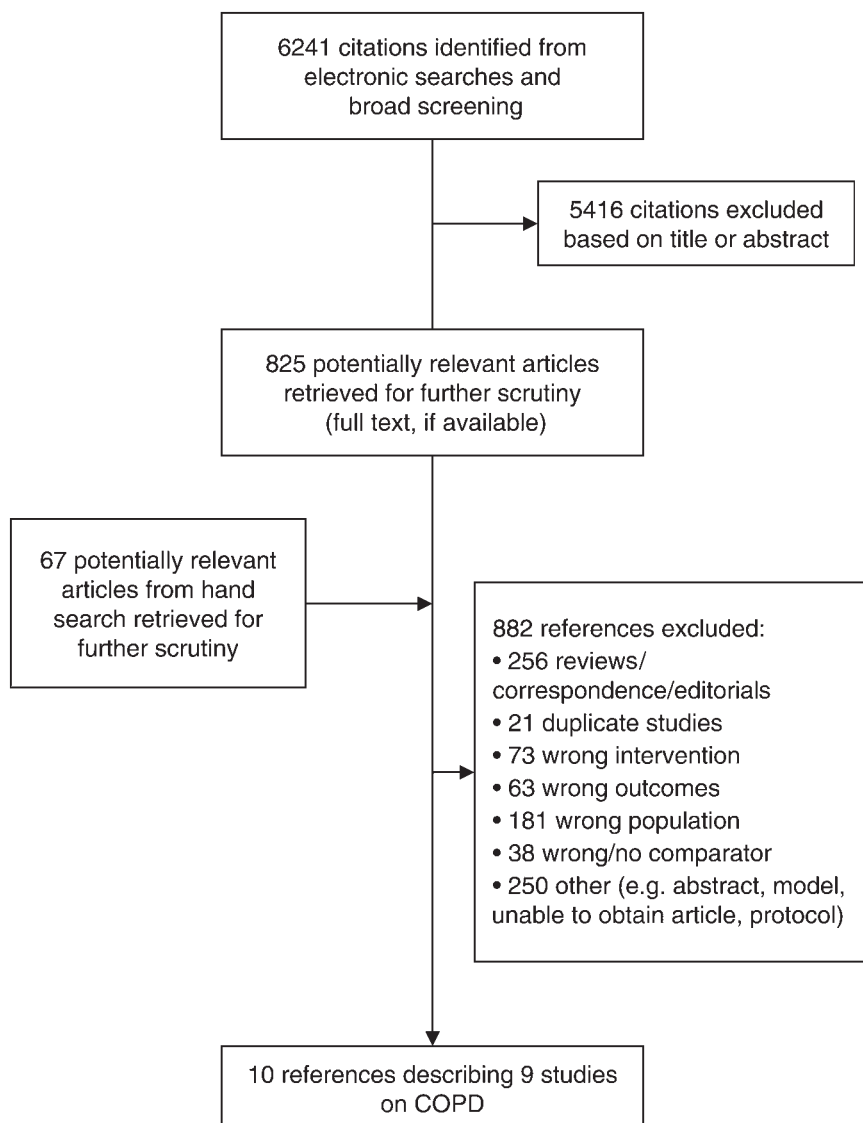 6241 citations identified from
electronic searches and
broad screening
5416 citations excluded
based on title or abstract
825 potentially relevant articles
retrieved for further scrutiny
(full text, if available)
67 potentially relevant
articles from hand
search retrieved for
further scrutiny
882 references excluded:
• 256 reviews/
correspondence/editorials
• 21 duplicate studies
• 73 wrong intervention
• 63 wrong outcomes
• 181 wrong population
• 38 wrong/no comparator
• 250 other (e.g. abstract, model,
unable to obtain article, protocol)
10 references describing 9 studies
on COPD